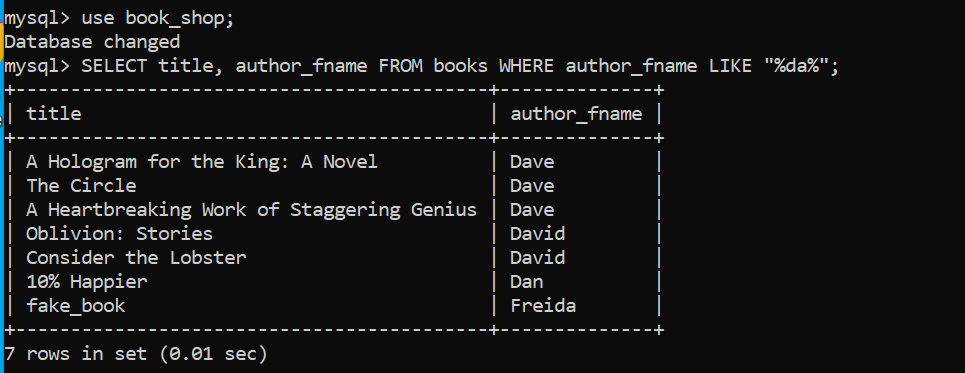 mysql> use book_shop;
Database changed
mysql> SELECT title, author_fname FROM books WHERE author_fname LIKE "%da%";
+-------------------------------------------+--------------+
| title                                     | author_fname |
+-------------------------------------------+--------------+
| A Hologram for the King: A Novel          | Dave         |
| The Circle                                | Dave         |
| A Heartbreaking Work of Staggering Genius | Dave         |
| Oblivion: Stories                         | David        |
| Consider the Lobster                      | David        |
| 10% Happier                               | Dan          |
| fake_book                                 | Freida       |
+-------------------------------------------+--------------+
7 rows in set (0.01 sec)